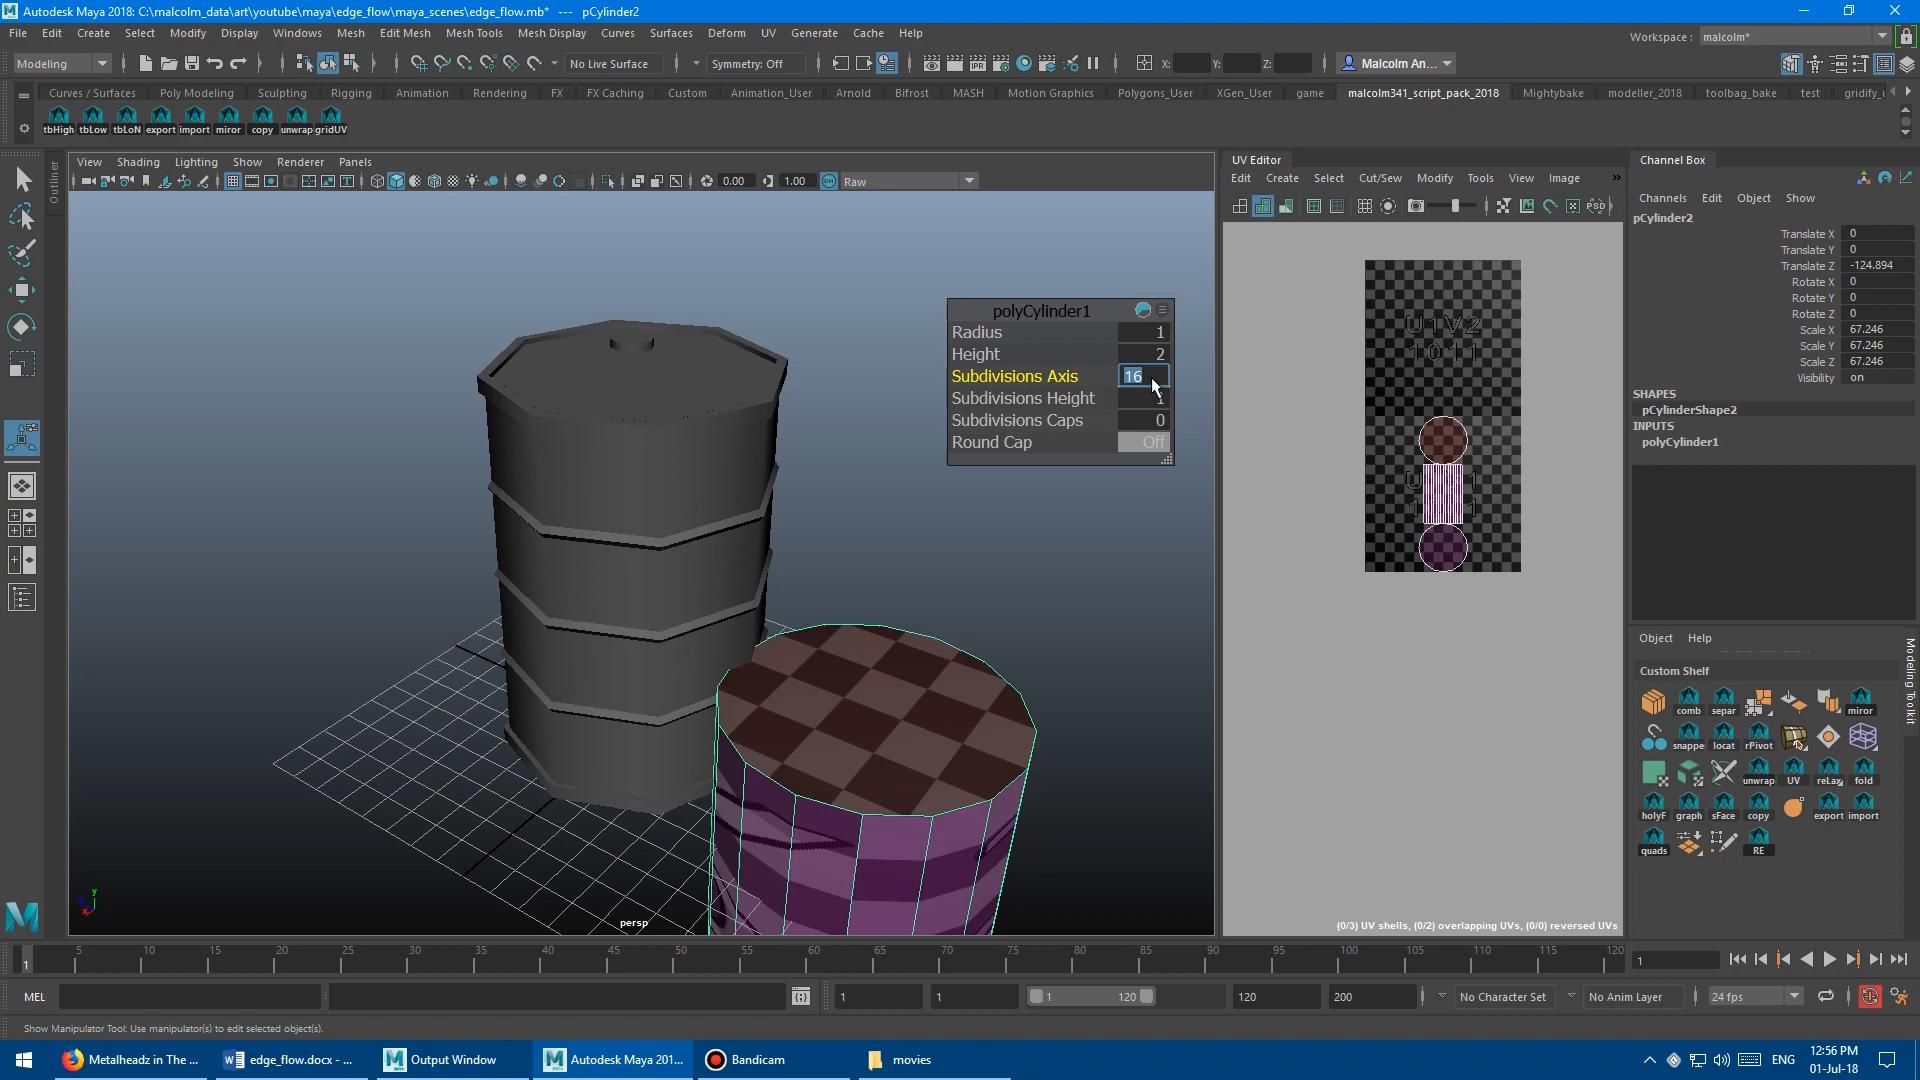 Autodesk Maya 2018: C:\malcolm_data\art\youtube\maya\edge_flow\maya_scenes\edge_flow.mb* --- pCylinder2
File Edit Create Select Modify Display Windows Mesh Edit Mesh Mesh Tools Mesh Display Curves Surfaces Deform UV Generate Cache Help
Workspace : malcolm*
Modeling No Live Surface Symmetry: Off X: Y: Z: Malcolm An...
Curves / Surfaces Poly Modeling Sculpting Rigging Animation Rendering FX FX Caching Custom Animation_User Arnold Bifrost MASH Motion Graphics Polygons_User XGen_User game malcolm341_script_pack_2018 Mightybake modeller_2018 toolbag_bake test gridify_u
tbHigh tbLow tbLoN export import miror copy unwrap gridUV
View Shading Lighting Show Renderer Panels
0.00 1.00 Raw
Outliner
polyCylinder1
Radius 1
Height 2
Subdivisions Axis 16
Subdivisions Height 1
Subdivisions Caps 0
Round Cap Off
persp
UV Editor
Edit Create Select Cut/Sew Modify Tools View Image »
PSD
U1V2
1011
(0/3) UV shells, (0/2) overlapping UVs, (0/0) reversed UVs
Channel Box
Channels Edit Object Show
pCylinder2
Translate X 0
Translate Y 0
Translate Z -124.894
Rotate X 0
Rotate Y 0
Rotate Z 0
Scale X 67.246
Scale Y 67.246
Scale Z 67.246
Visibility on
SHAPES
pCylinderShape2
INPUTS
polyCylinder1
Object Help
Custom Shelf
comb separ miror
snappe locat rPivot
unwrap UV reLax fold
holyF graph sFace copy export import
quads RE
Modeling Toolkit
5 10 15 20 25 30 35 40 45 50 55 60 65 70 75 80 85 90 95 100 105 110 115 120
1 1
MEL 1 1 1 120 120 200 No Character Set No Anim Layer 24 fps
Show Manipulator Tool: Use manipulator(s) to edit selected object(s).
Metalheadz in The ... edge_flow.docx - ... Output Window Autodesk Maya 201... Bandicam movies ENG 12:56 PM
01-Jul-18